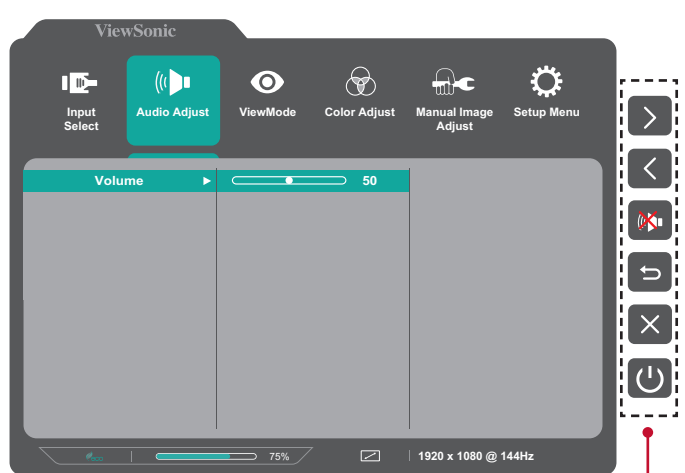 ViewSonic
Input
Select
Audio Adjust
ViewMode
Color Adjust
Manual Image
Adjust
Setup Menu
Volume
50
eco
75%
1920 x 1080 @ 144Hz